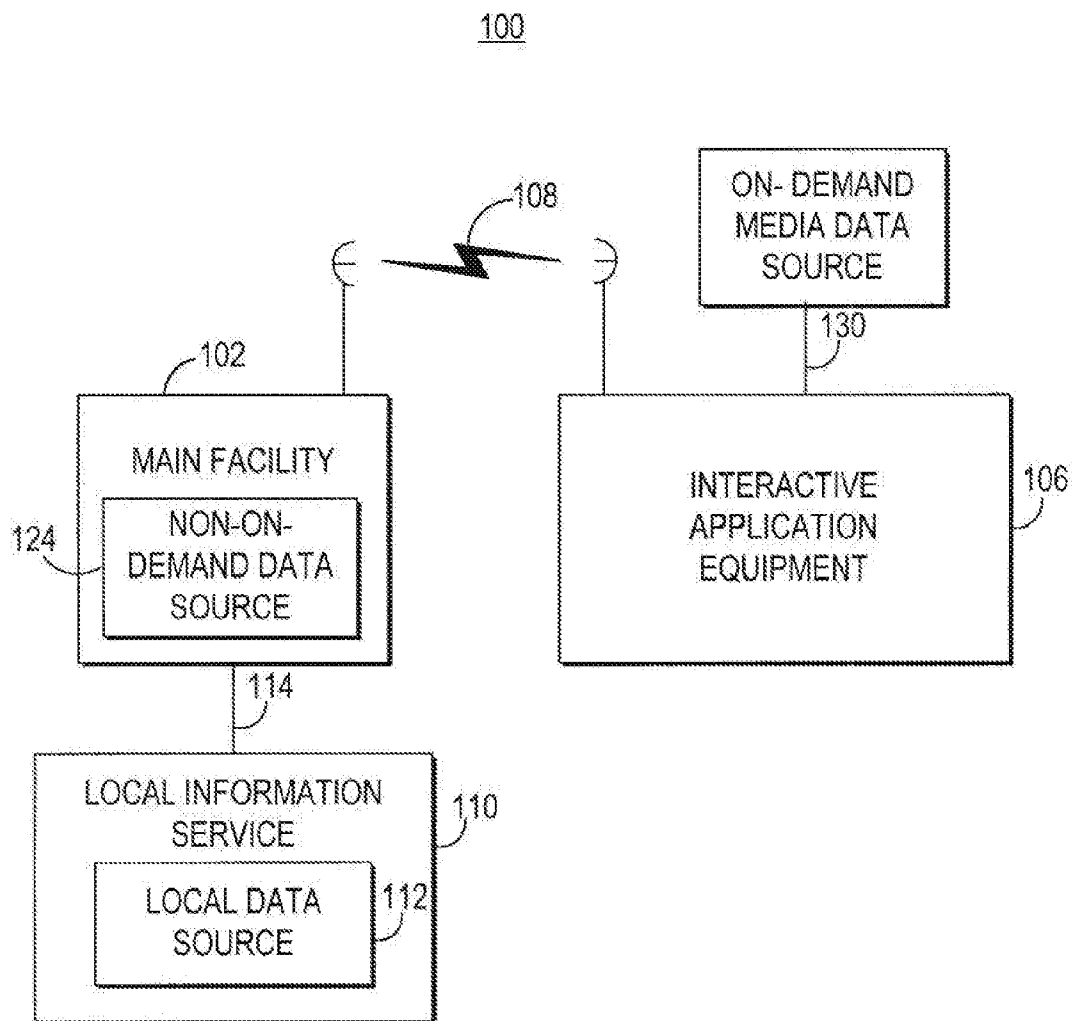 100
108
ON- DEMAND
MEDIA DATA
SOURCE
130
102
MAIN FACILITY
124
NON-ON-
DEMAND DATA
SOURCE
INTERACTIVE
APPLICATION
EQUIPMENT
106
114
LOCAL INFORMATION
SERVICE
110
LOCAL DATA
SOURCE
112